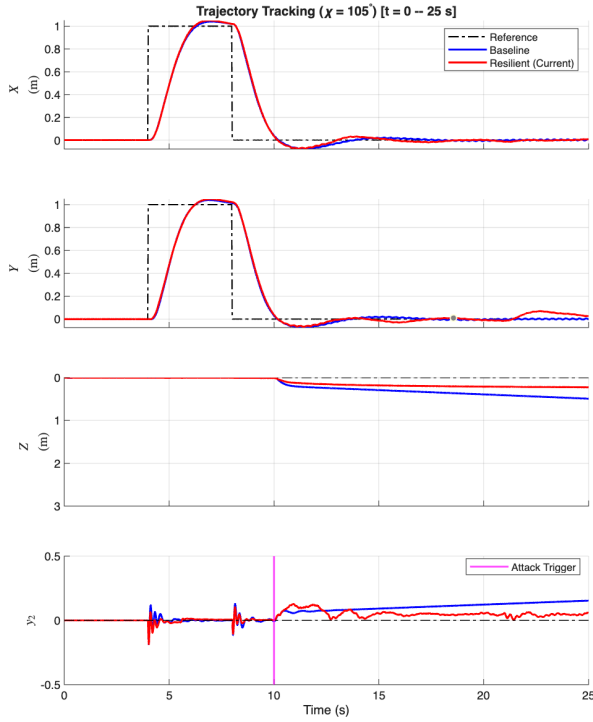 Trajectory Tracking (χ = 105°) [t = 0 -- 25 s]
1
0.8
0.6
0.4
0.2
0
X
(m)
Reference
Baseline
Resilient (Current)
1
0.8
0.6
0.4
0.2
0
Y
(m)
0
1
2
3
Z
(m)
0.5
0
-0.5
y₂
Attack Trigger
0 5 10 15 20 25
Time (s)